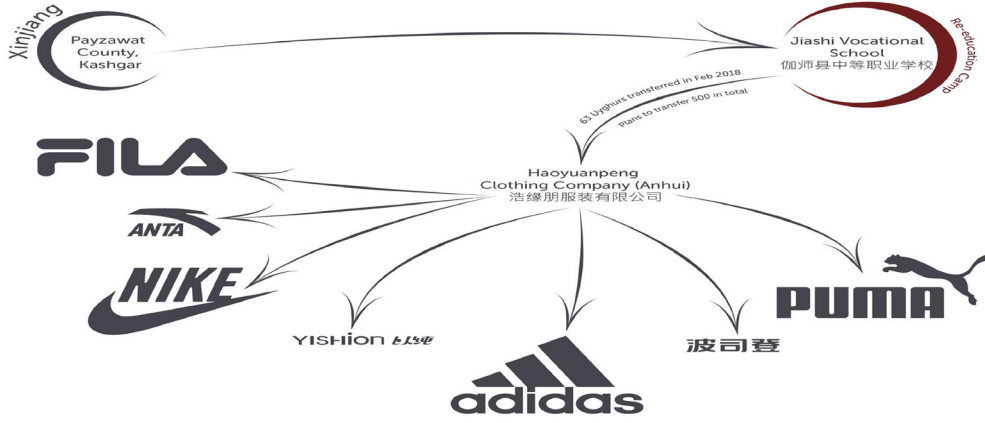 Xinjiang
Payzawat
County,
Kashgar
Jiashi Vocational
School
伽师县中等职业学校
Re-education Camp
63 Uyghurs transferred in Feb 2018
Plans to transfer 500 in total
Haoyuanpeng
Clothing Company (Anhui)
浩缘朋服装有限公司
FILA
ANTA
NIKE
YISHION 以纯
adidas
波司登
PUMA